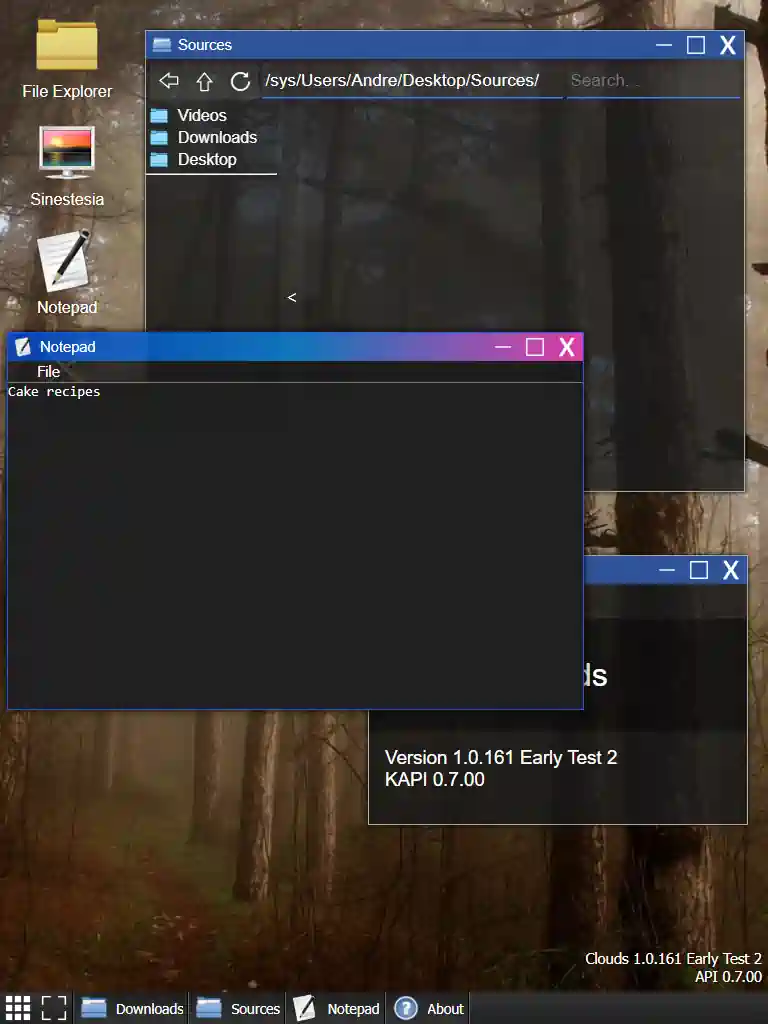 File Explorer
Sinestesia
Notepad
Sources
/sys/Users/Andre/Desktop/Sources/
Search...
Videos
Downloads
Desktop
<
Notepad
File
Cake recipes
ds
Version 1.0.161 Early Test 2
KAPI 0.7.00
Clouds 1.0.161 Early Test 2
API 0.7.00
Downloads
Sources
Notepad
About